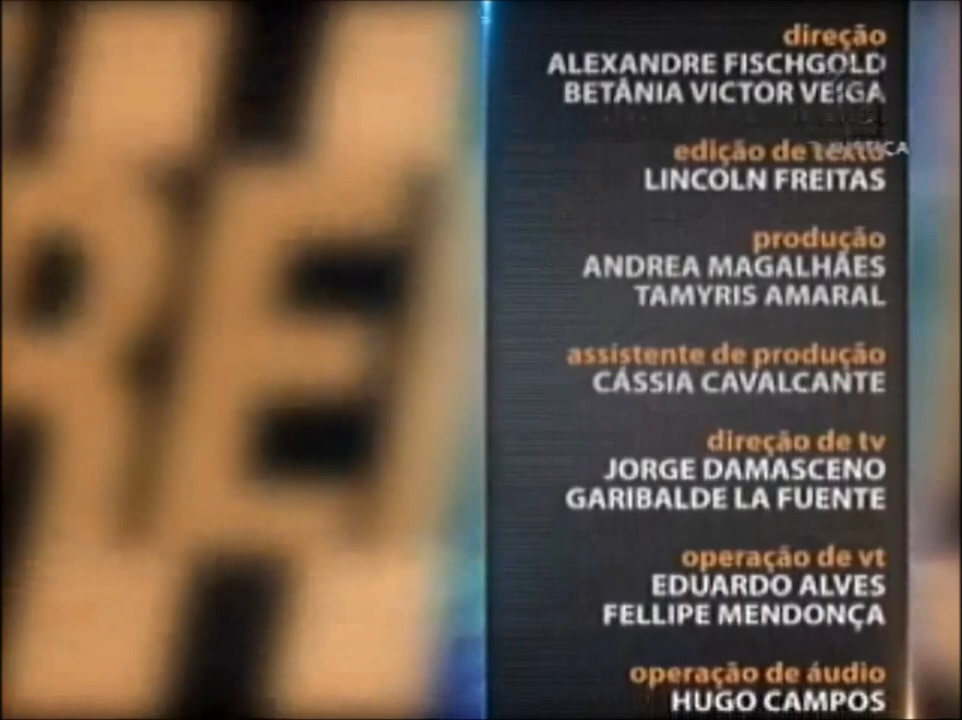 direção
ALEXANDRE FISCHGOLD
BETÂNIA VICTOR VEIGA
edição de texto
LINCOLN FREITAS
produção
ANDREA MAGALHÃES
TAMYRIS AMARAL
assistente de produção
CÁSSIA CAVALCANTE
direção de tv
JORGE DAMASCENO
GARIBALDE LA FUENTE
operação de vt
EDUARDO ALVES
FELLIPE MENDONÇA
operação de áudio
HUGO CAMPOS